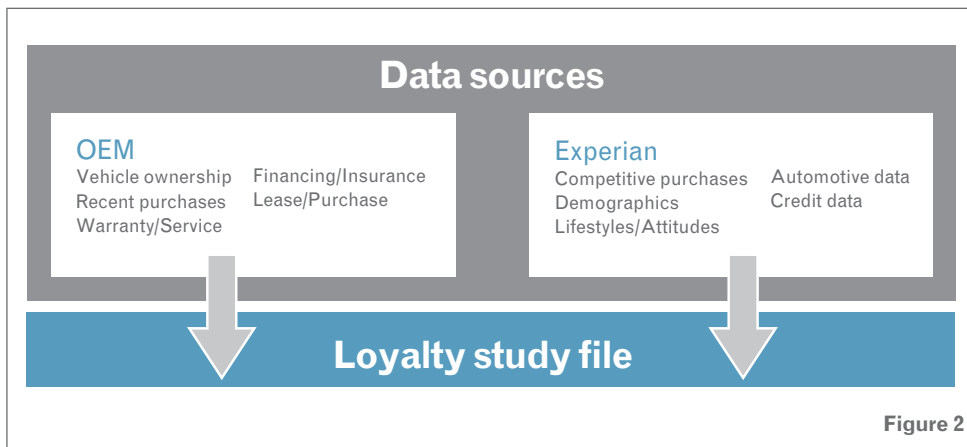 Data sources
OEM
Vehicle ownership
Recent purchases
Warranty/Service
Financing/Insurance
Lease/Purchase
Experian
Competitive purchases
Demographics
Lifestyles/Attitudes
Automotive data
Credit data
Loyalty study file
Figure 2